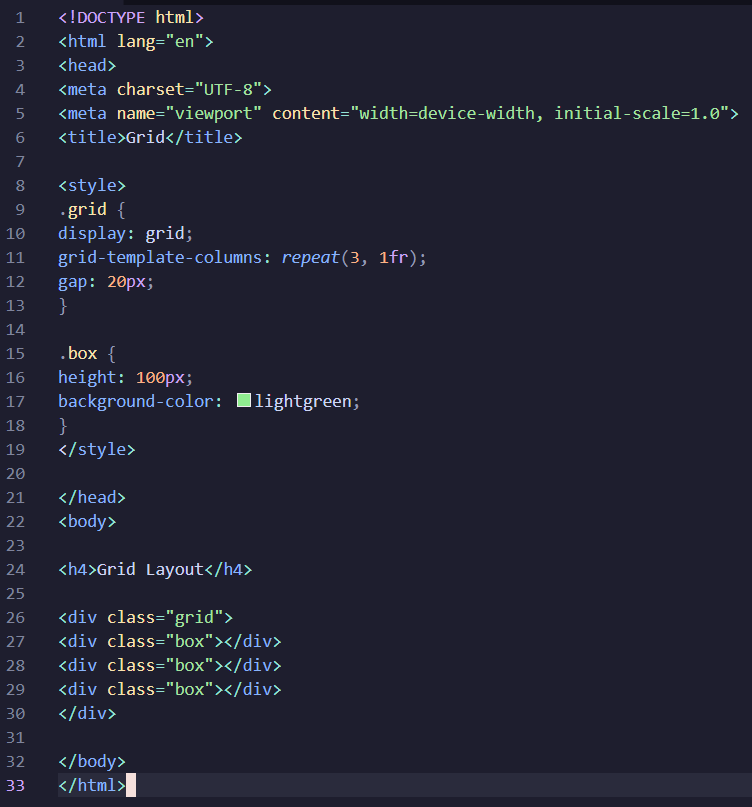 1 <!DOCTYPE html>
2 <html lang="en">
3 <head>
4 <meta charset="UTF-8">
5 <meta name="viewport" content="width=device-width, initial-scale=1.0">
6 <title>Grid</title>
7
8 <style>
9 .grid {
10 display: grid;
11 grid-template-columns: repeat(3, 1fr);
12 gap: 20px;
13 }
14
15 .box {
16 height: 100px;
17 background-color: lightgreen;
18 }
19 </style>
20
21 </head>
22 <body>
23
24 <h4>Grid Layout</h4>
25
26 <div class="grid">
27 <div class="box"></div>
28 <div class="box"></div>
29 <div class="box"></div>
30 </div>
31
32 </body>
33 </html>